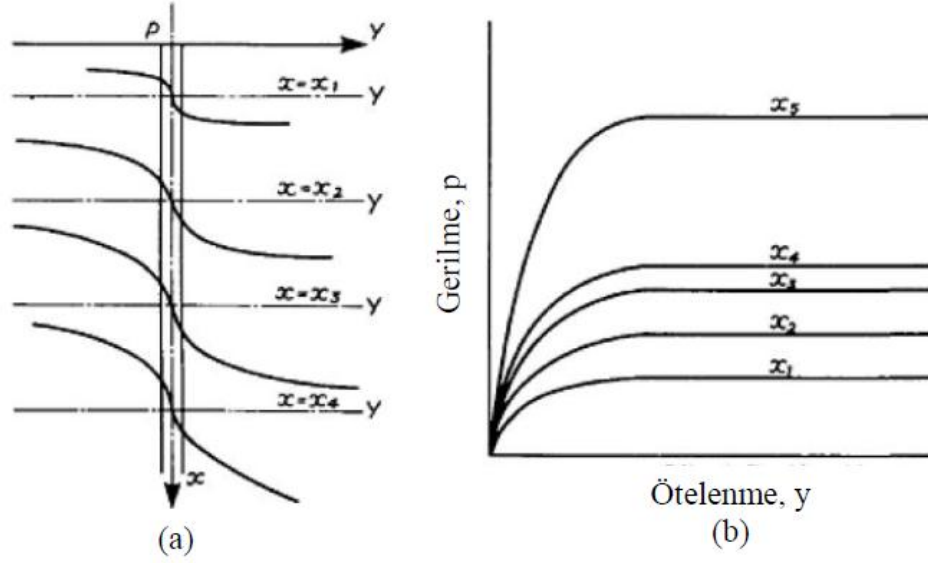 P
y
x = x₁
y
x = x₂
y
x = x₃
y
x = x₄
y
x
(a)
Gerilme, p
x₅
x₄
x₃
x₂
x₁
Ötelenme, y
(b)